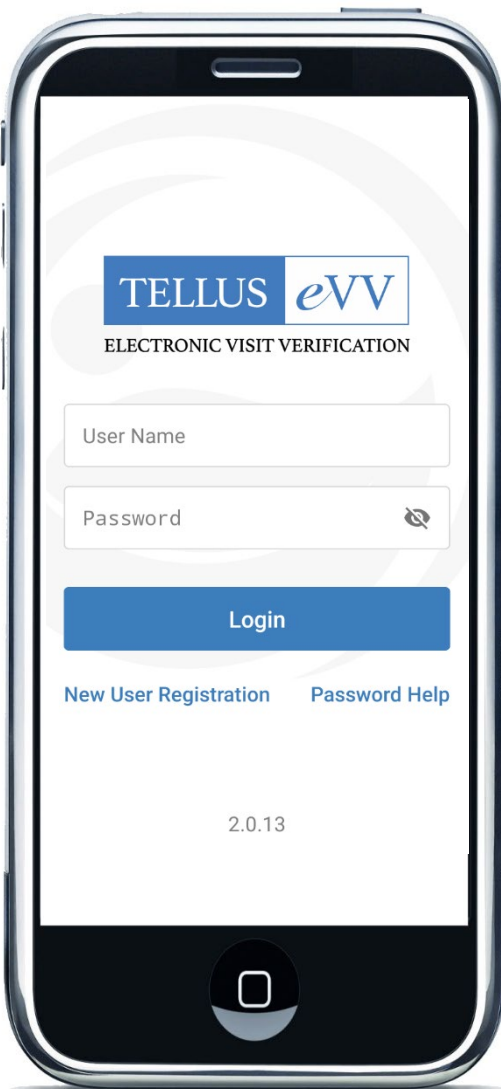 TELLUS eVV
ELECTRONIC VISIT VERIFICATION
User Name
Password
Login
New User Registration Password Help
2.0.13